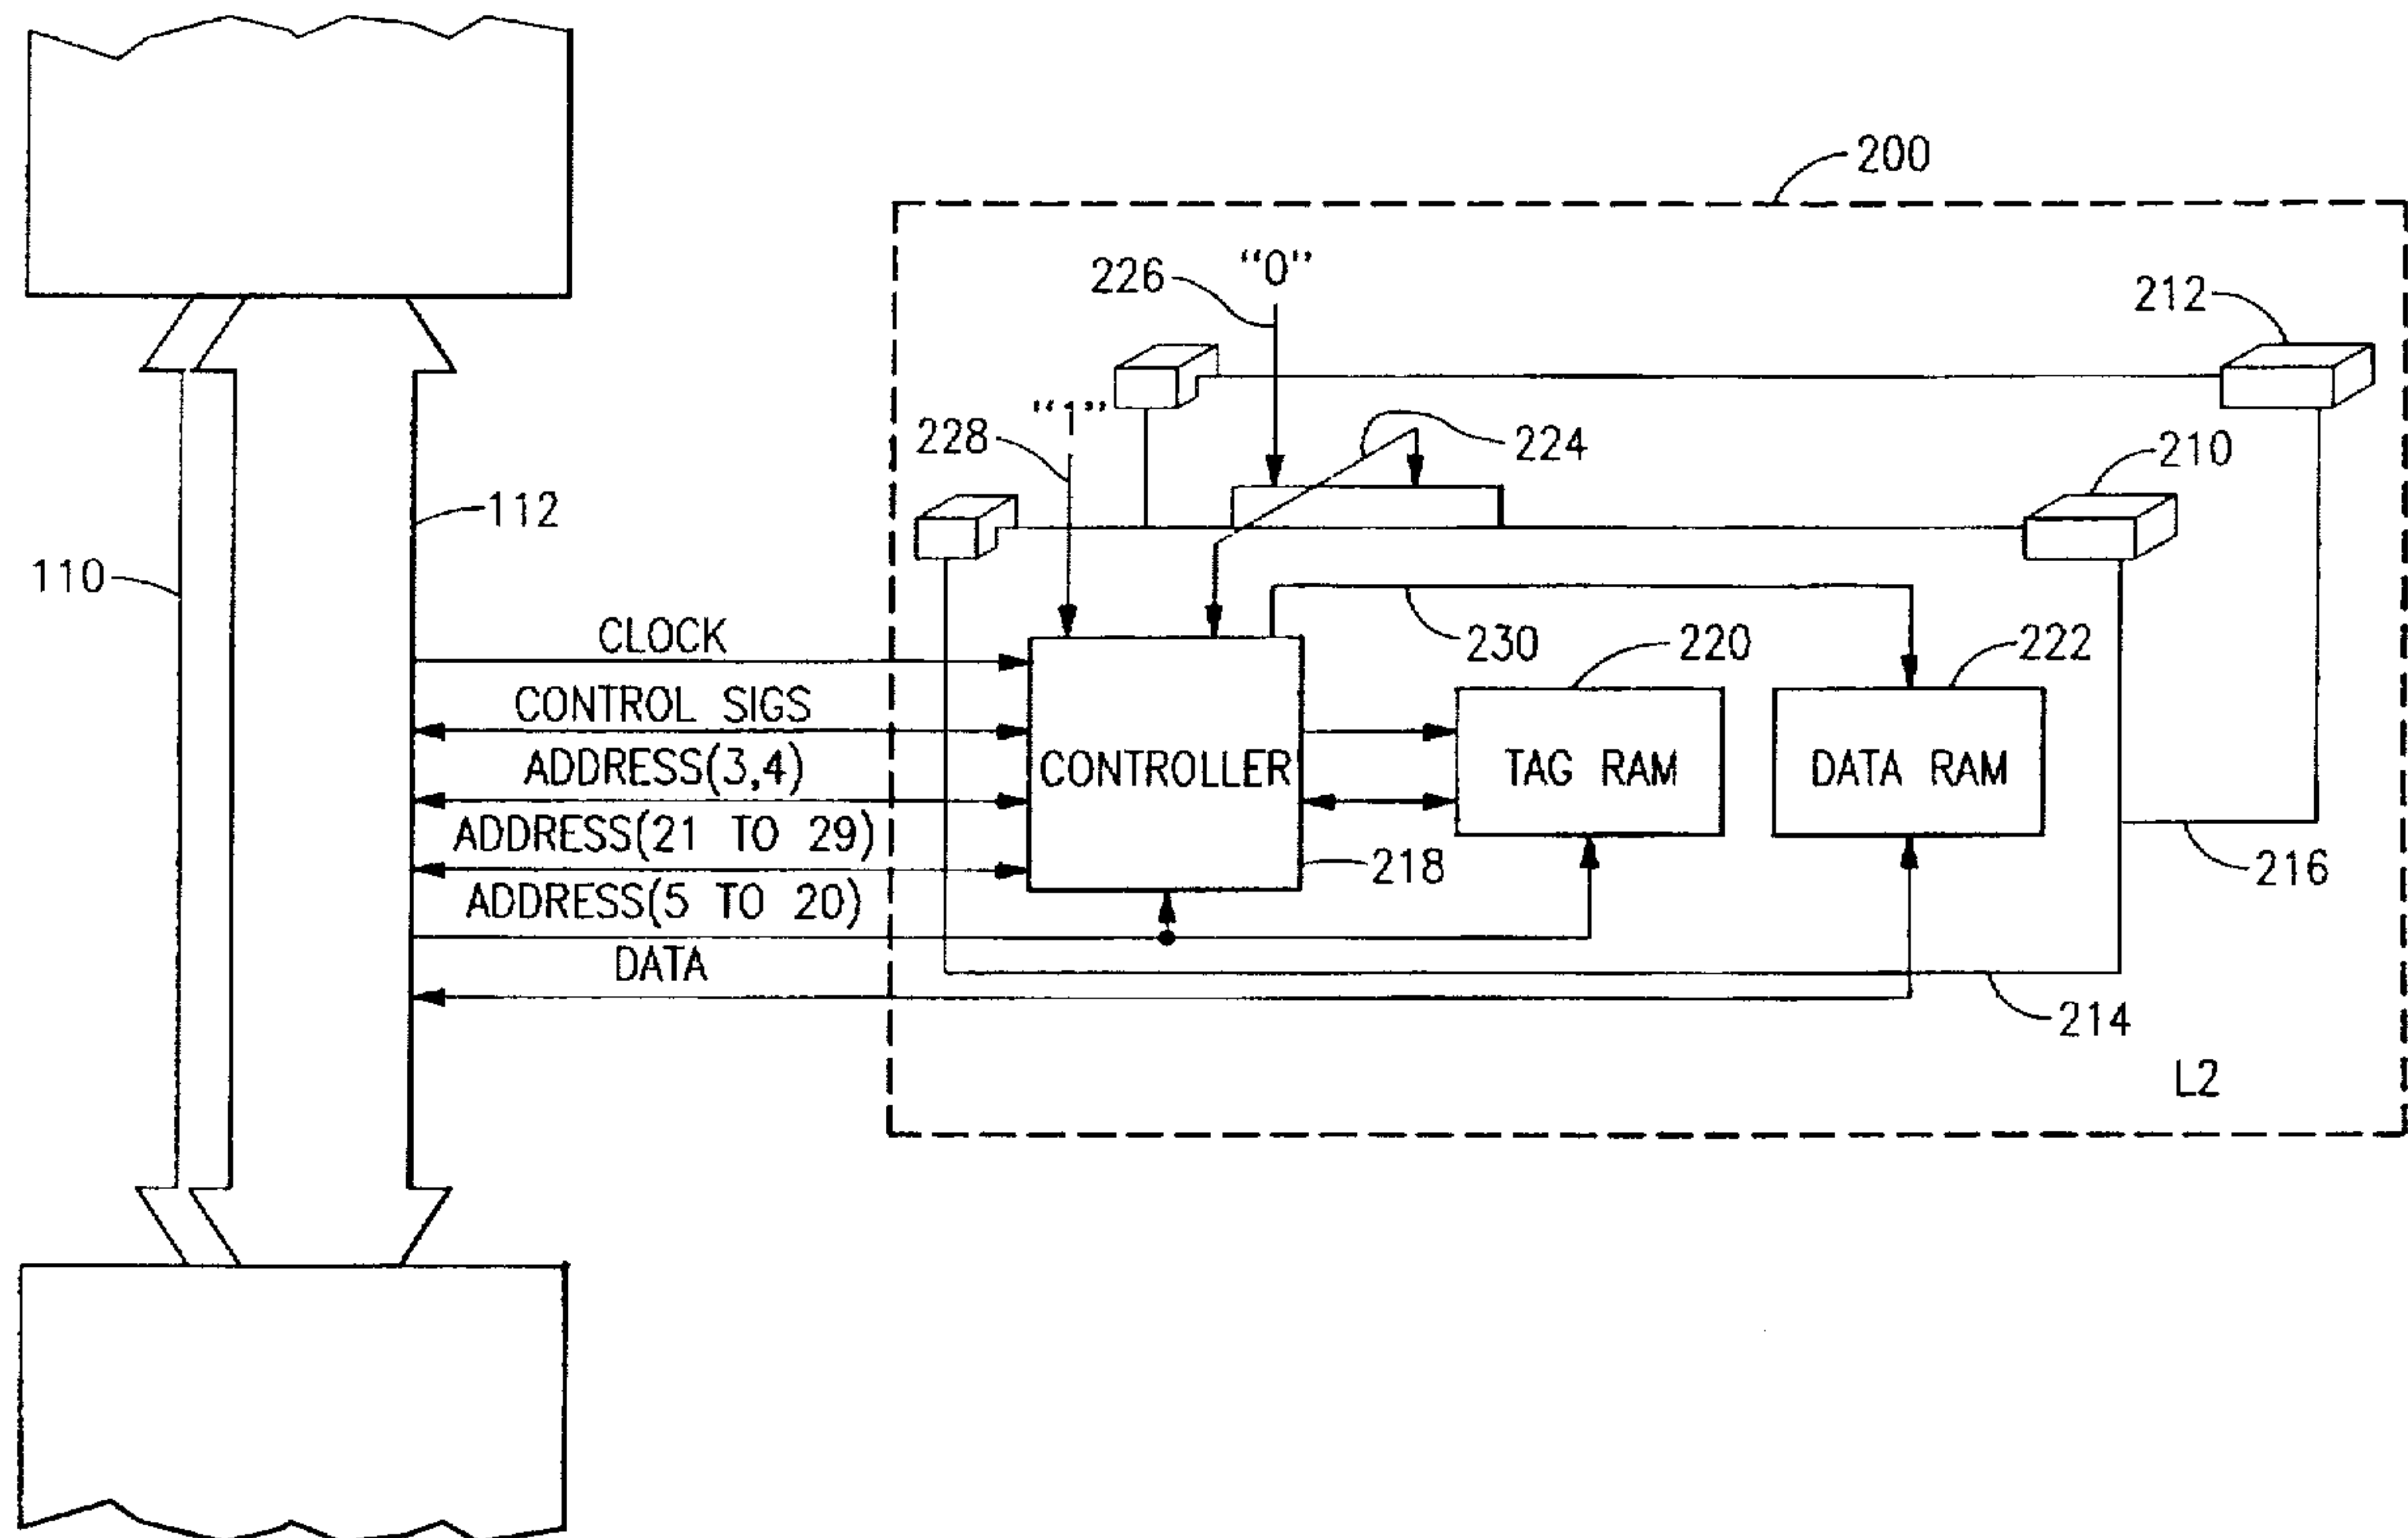 200
"0"
226
212
"1"
228
224
210
112
110
CLOCK
230
220
222
CONTROL SIGS
ADDRESS(3,4)
CONTROLLER
TAG RAM
DATA RAM
ADDRESS(21 TO 29)
218
216
ADDRESS(5 TO 20)
DATA
214
L2